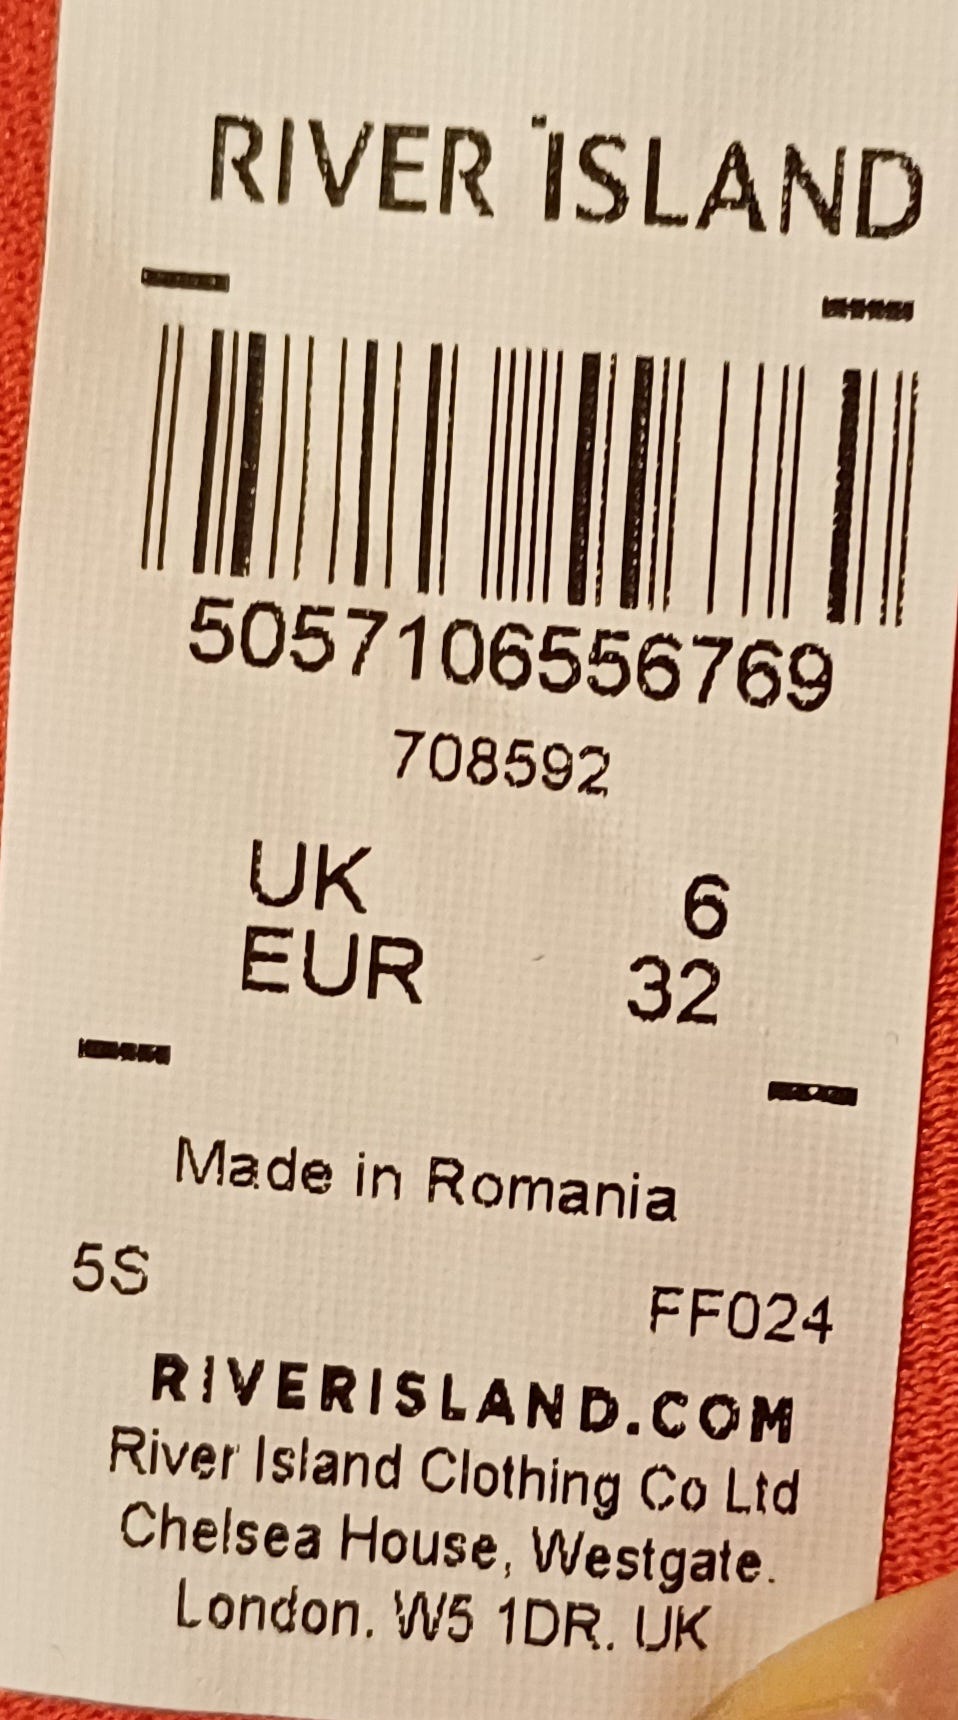 RIVER ISLAND
5057106556769
708592
UK 6
EUR 32
Made in Romania
5S FF024
RIVERISLAND.COM
River Island Clothing Co Ltd
Chelsea House, Westgate.
London. W5 1DR. UK